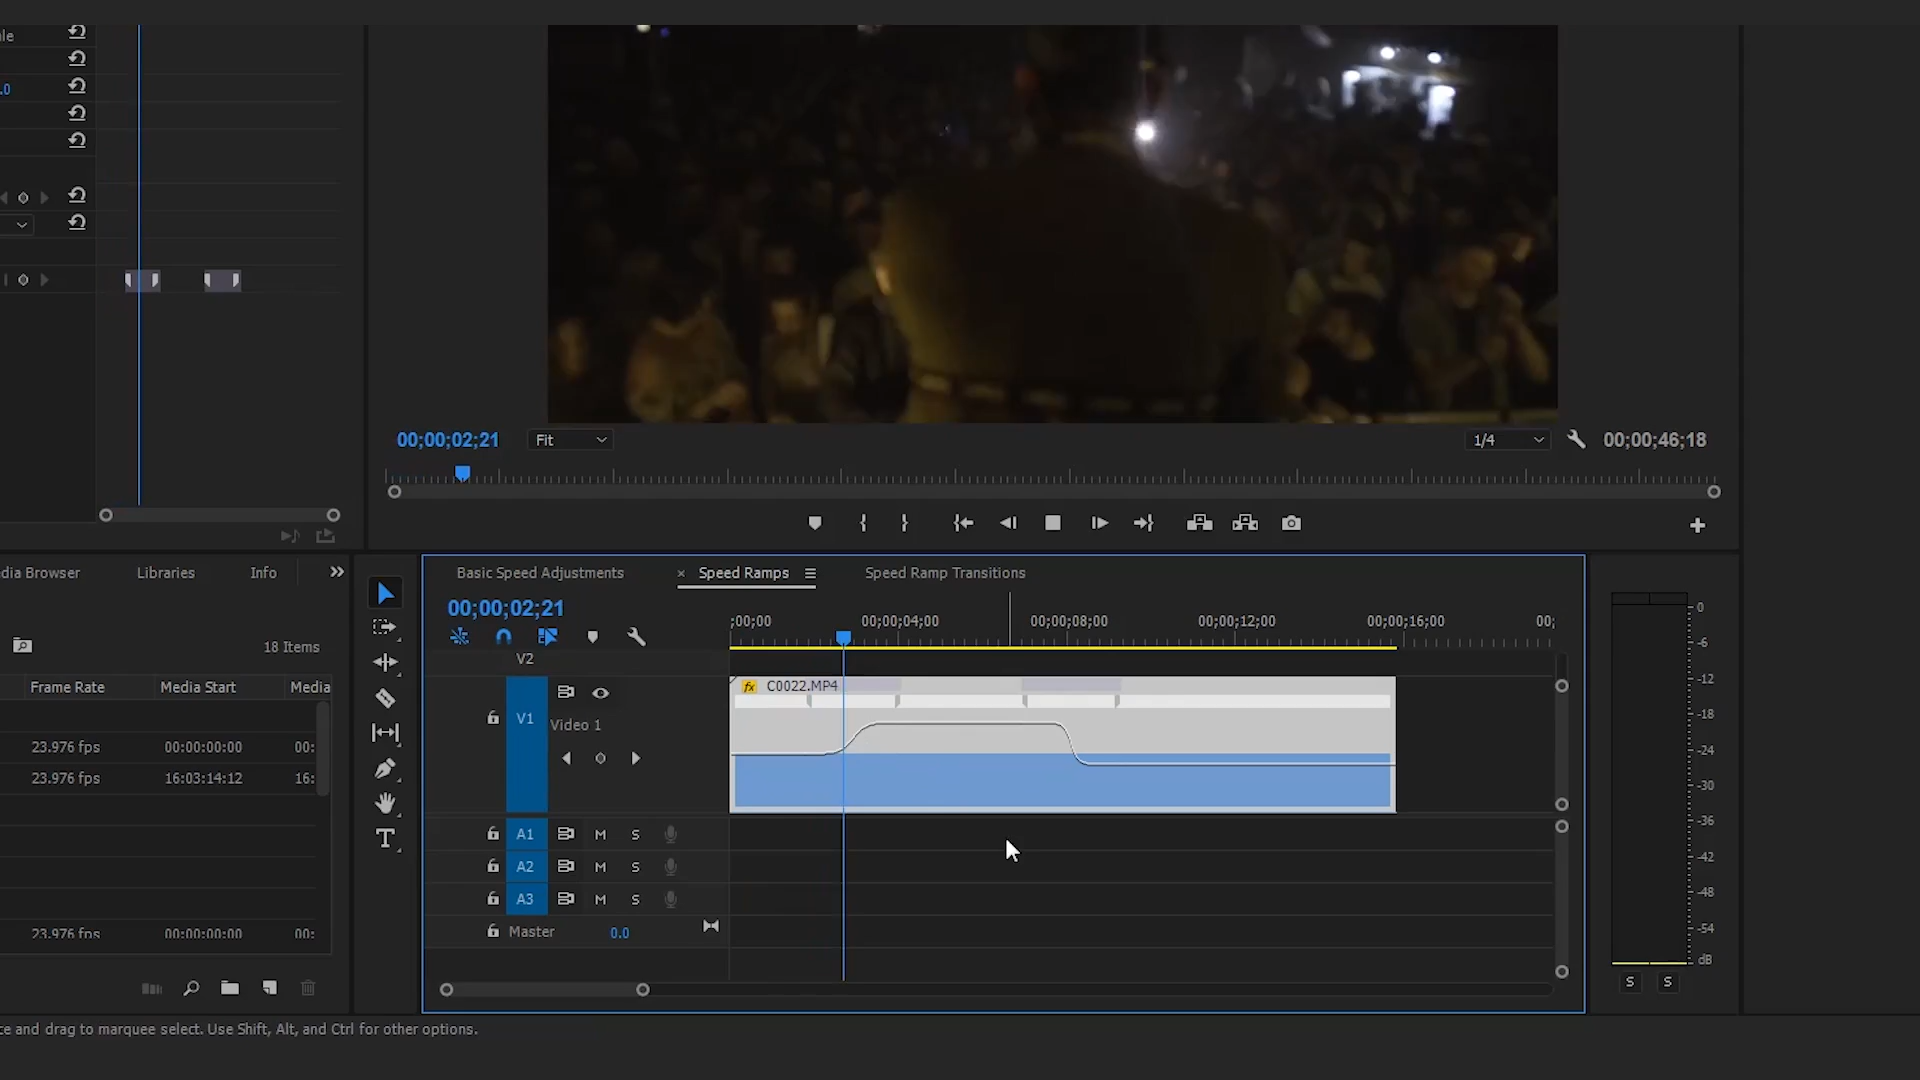 le
.0
00;00;02;21
Fit
1/4
00;00;46;18
dia Browser
Libraries
Info
18 Items
Frame Rate
Media Start
Media
23.976 fps
00:00:00:00
00:
23.976 fps
16:03:14:12
16:
23.976 fps
00:00:00:00
00:
Basic Speed Adjustments
× Speed Ramps
Speed Ramp Transitions
00;00;02;21
;00;00
00;00;04;00
00;00;08;00
00;00;12;00
00;00;16;00
00;
V2
fx C0022.MP4
V1
Video 1
A1
M
S
A2
M
S
A3
M
S
Master
0.0
0
-6
-12
-18
-24
-30
-36
-42
-48
-54
dB
S
S
ce and drag to marquee select. Use Shift, Alt, and Ctrl for other options.